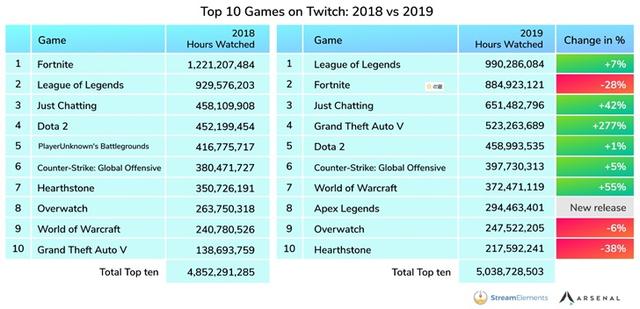 Top 10 Games on Twitch: 2018 vs 2019
Game 2018 Hours Watched
1 Fortnite 1,221,207,484
2 League of Legends 929,576,203
3 Just Chatting 458,109,908
4 Dota 2 452,199,454
5 PlayerUnknown's Battlegrounds 416,775,717
6 Counter-Strike: Global Offensive 380,471,727
7 Hearthstone 350,726,191
8 Overwatch 263,750,318
9 World of Warcraft 240,780,526
10 Grand Theft Auto V 138,693,759
Total Top ten 4,852,291,285
Game 2019 Hours Watched Change in %
1 League of Legends 990,286,084 +7%
2 Fortnite 884,923,121 -28%
3 Just Chatting 651,482,796 +42%
4 Grand Theft Auto V 523,263,689 +277%
5 Dota 2 458,993,535 +1%
6 Counter-Strike: Global Offensive 397,730,313 +5%
7 World of Warcraft 372,471,119 +55%
8 Apex Legends 294,463,401 New release
9 Overwatch 247,522,205 -6%
10 Hearthstone 217,592,241 -38%
Total Top ten 5,038,728,503
StreamElements ARSENAL